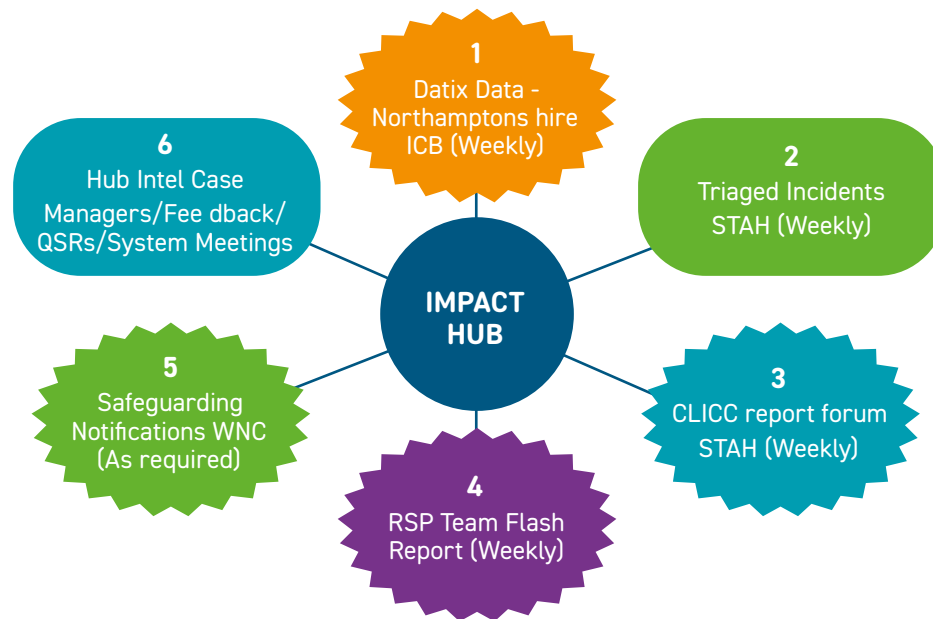 1
Datix Data -
Northamptons hire
ICB (Weekly)
2
Triaged Incidents
STAH (Weekly)
3
CLICC report forum
STAH (Weekly)
4
RSP Team Flash
Report (Weekly)
5
Safeguarding
Notifications WNC
(As required)
6
Hub Intel Case
Managers/Fee dback/
QSRs/System Meetings
IMPACT
HUB